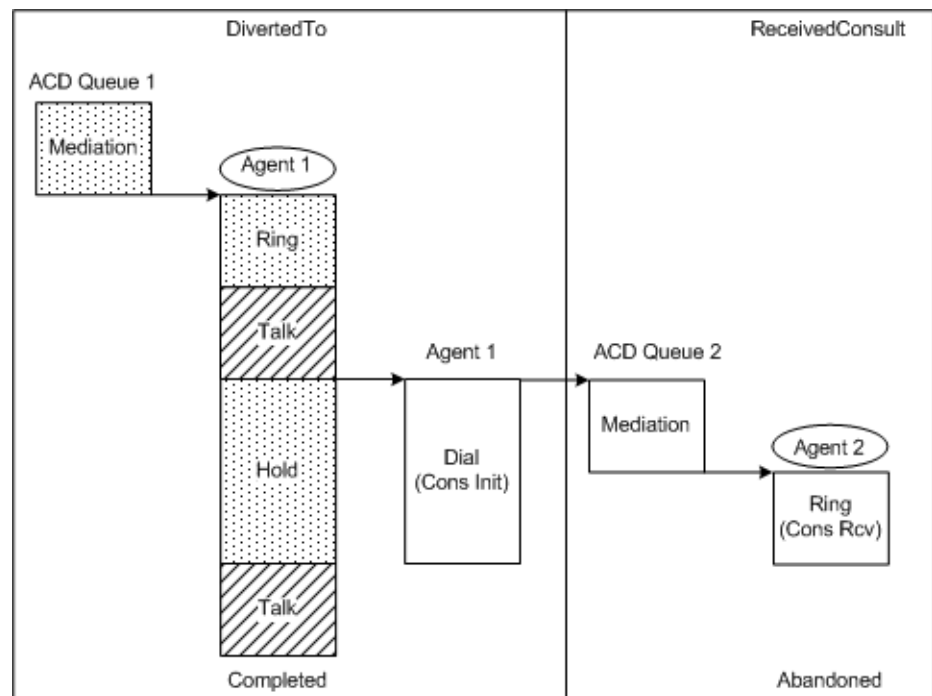 DivertedTo
ReceivedConsult
ACD Queue 1
Mediation
Agent 1
Ring
Talk
Hold
Talk
Agent 1
Dial
(Cons Init)
ACD Queue 2
Mediation
Agent 2
Ring
(Cons Rcv)
Completed
Abandoned